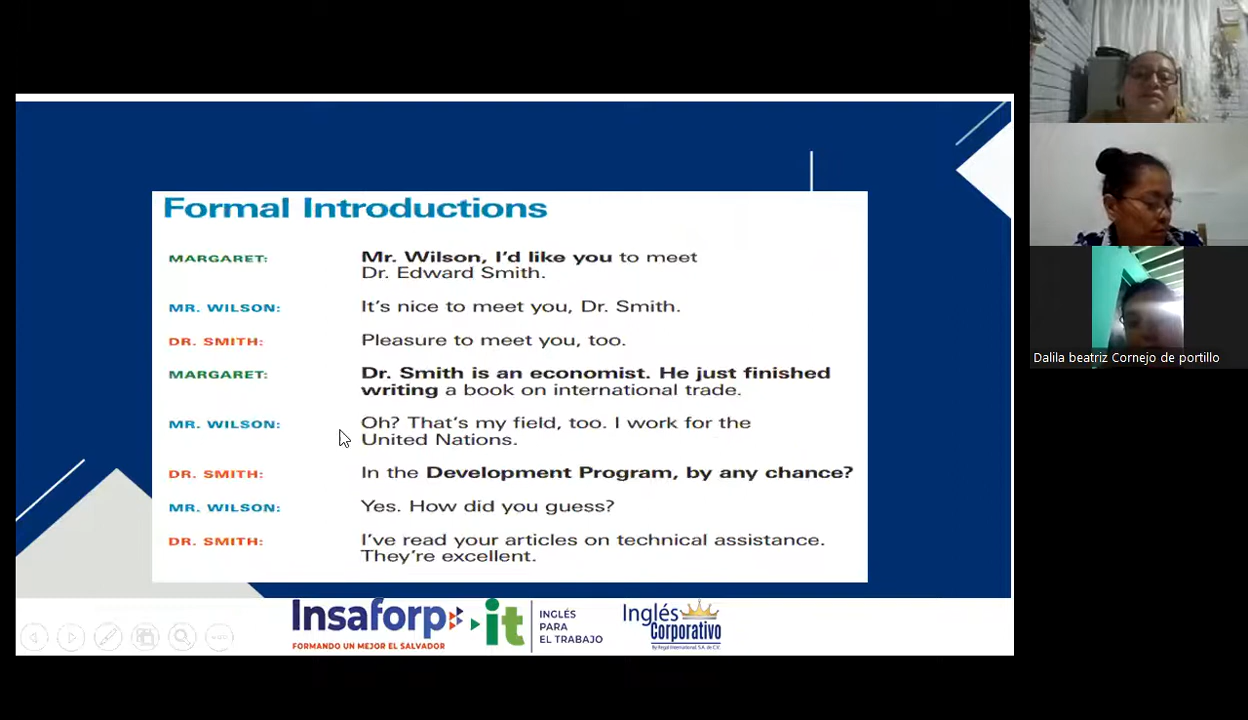 Formal Introductions
MARGARET: Mr. Wilson, I'd like you to meet
Dr. Edward Smith.
MR. WILSON: It's nice to meet you, Dr. Smith.
DR. SMITH: Pleasure to meet you, too.
MARGARET: Dr. Smith is an economist. He just finished
writing a book on international trade.
MR. WILSON: Oh? That's my field, too. I work for the
United Nations.
DR. SMITH: In the Development Program, by any chance?
MR. WILSON: Yes. How did you guess?
DR. SMITH: I've read your articles on technical assistance.
They're excellent.
Insaforp
FORMANDO UN MEJOR EL SALVADOR
it
INGLÉS
PARA
EL TRABAJO
Inglés
Corporativo
By Regal International, S.A. de C.V.
Dalila beatriz Cornejo de portillo